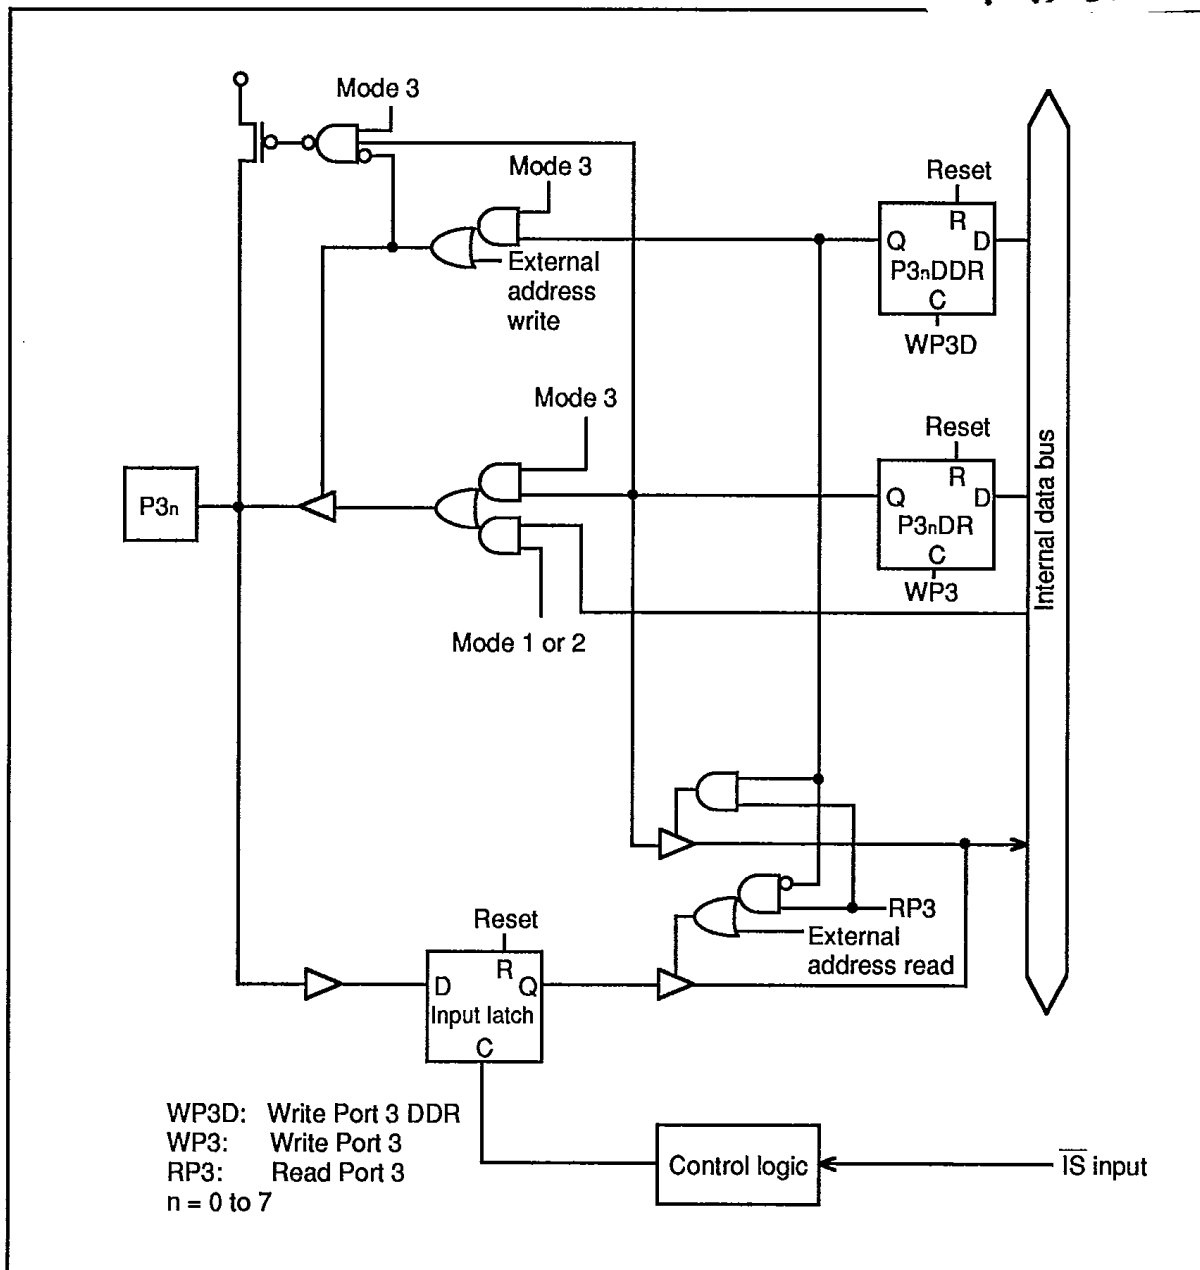 Mode 3
Mode 3
External
address
write
Reset
R
Q
D
P3nDDR
C
WP3D
Mode 3
Reset
R
Q
D
P3nDR
C
WP3
Internal data bus
P3n
Mode 1 or 2
RP3
External
address read
Reset
R
D
Q
Input latch
C
WP3D: Write Port 3 DDR
WP3: Write Port 3
RP3: Read Port 3
n = 0 to 7
Control logic
IS input